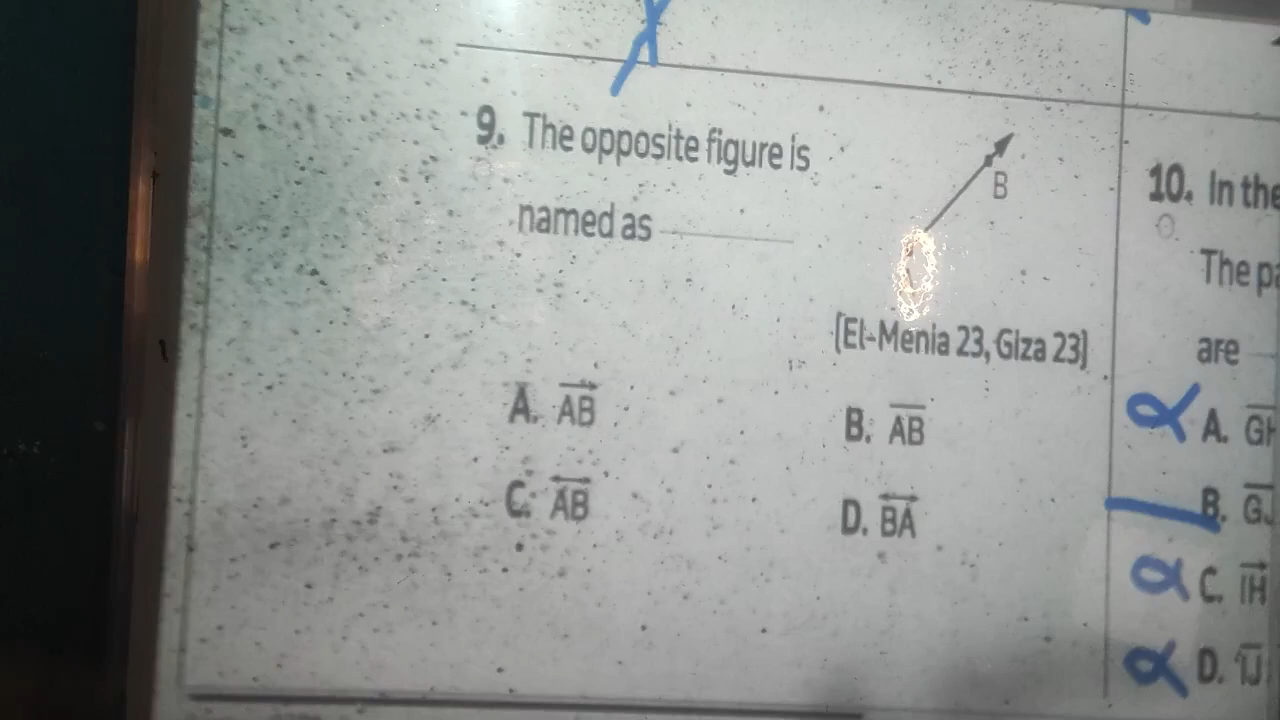 9. The opposite figure is
named as
B
[El-Menia 23, Giza 23]
A. AB
B. AB
C. AB
D. BA
10. In the
The
are
A.
B.
C. IH
D. IJ